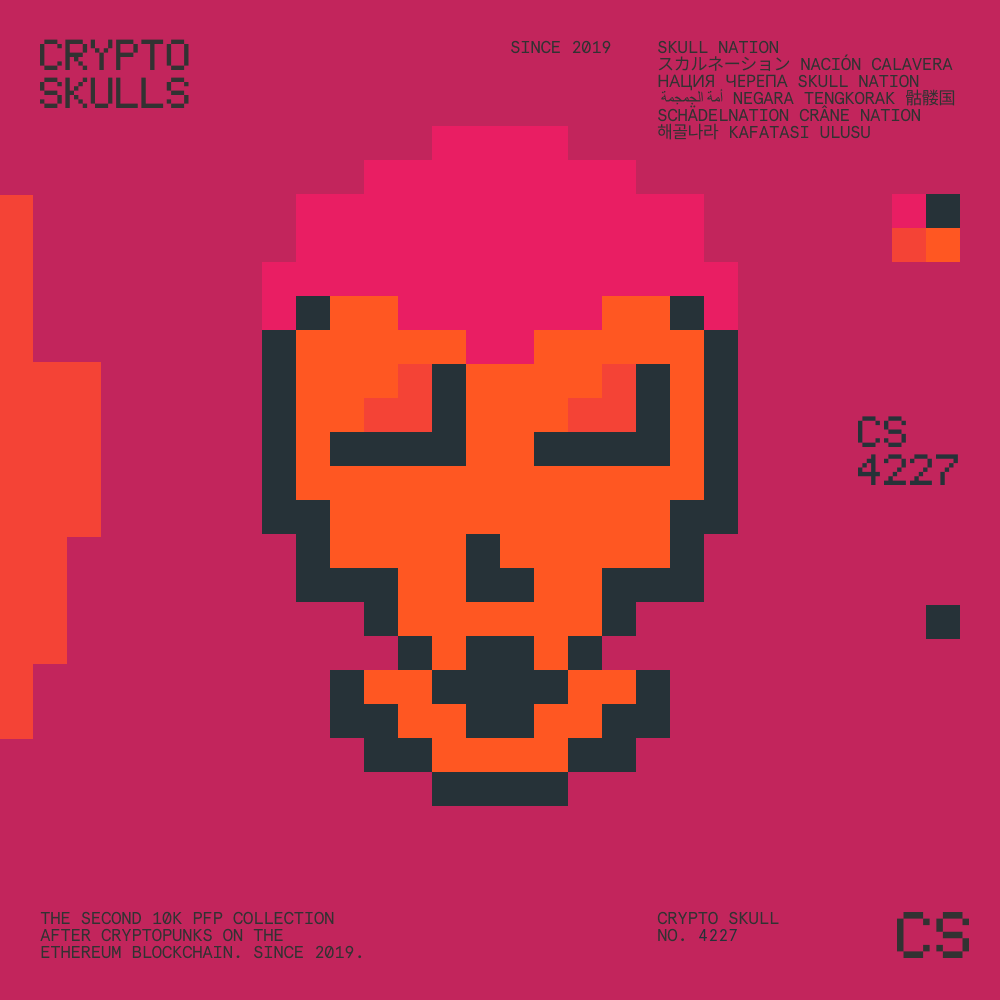 CRYPTO
SKULLS
SINCE 2019
SKULL NATION
スカルネーション NACIÓN CALAVERA
НАЦИЯ ЧЕРЕПА SKULL NATION
أمة الجمجمة NEGARA TENGKORAK 骷髅国
SCHÄDELNATION CRÂNE NATION
해골나라 KAFATASI ULUSU
CS
4227
THE SECOND 10K PFP COLLECTION
AFTER CRYPTOPUNKS ON THE
ETHEREUM BLOCKCHAIN. SINCE 2019.
CRYPTO SKULL
NO. 4227
CS